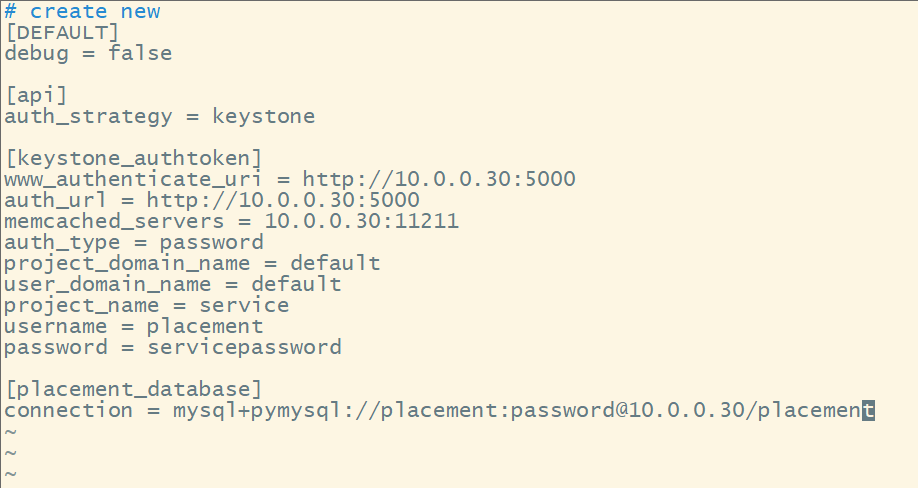 # create new
[DEFAULT]
debug = false

[api]
auth_strategy = keystone

[keystone_authtoken]
www_authenticate_uri = http://10.0.0.30:5000
auth_url = http://10.0.0.30:5000
memcached_servers = 10.0.0.30:11211
auth_type = password
project_domain_name = default
user_domain_name = default
project_name = service
username = placement
password = servicepassword

[placement_database]
connection = mysql+pymysql://placement:password@10.0.0.30/placement
~
~
~